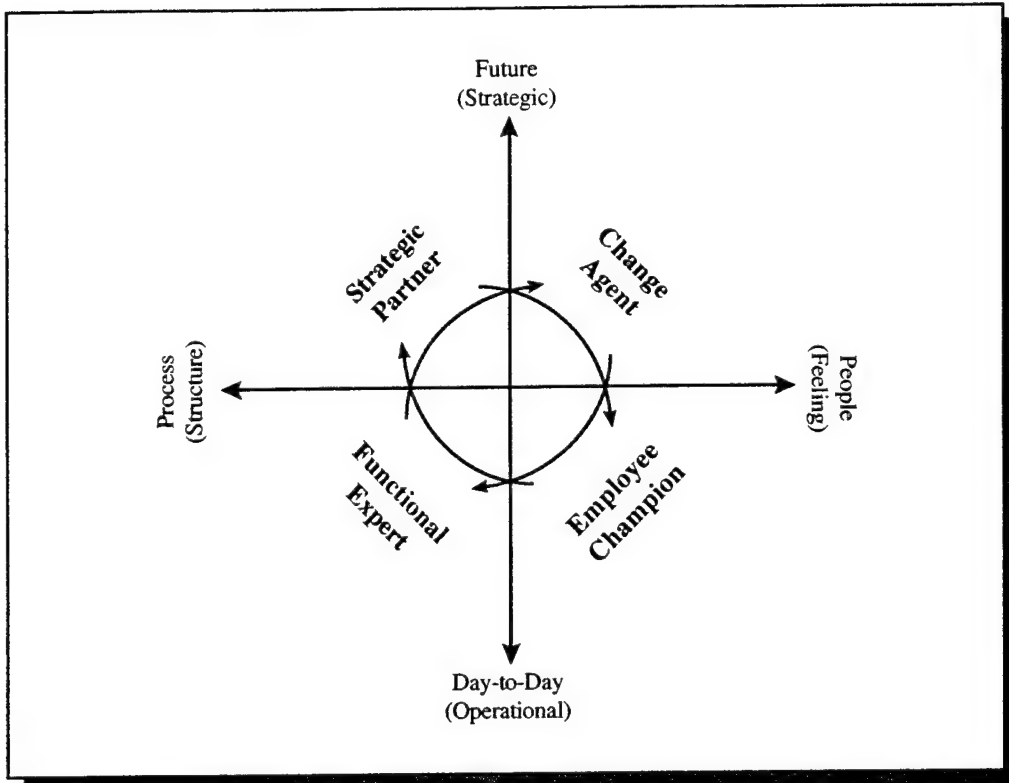 Future
(Strategic)
Strategic
Partner
Change
Agent
Process
(Structure)
People
(Feeling)
Functional
Expert
Employee
Champion
Day-to-Day
(Operational)